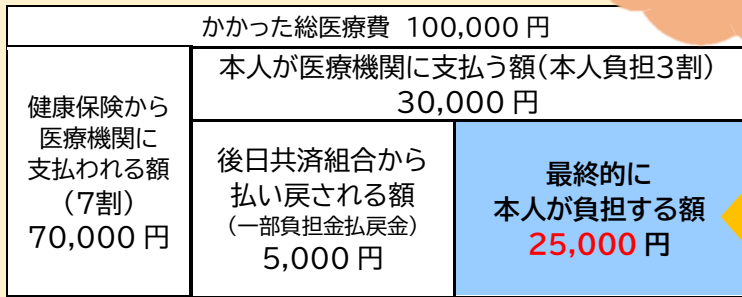 かかった総医療費 100,000 円
健康保険から
医療機関に
支払われる額
(7割)
70,000 円
本人が医療機関に支払う額(本人負担3割)
30,000 円
後日共済組合から
払い戻される額
(一部負担金払戻金)
5,000 円
最終的に
本人が負担する額
25,000 円